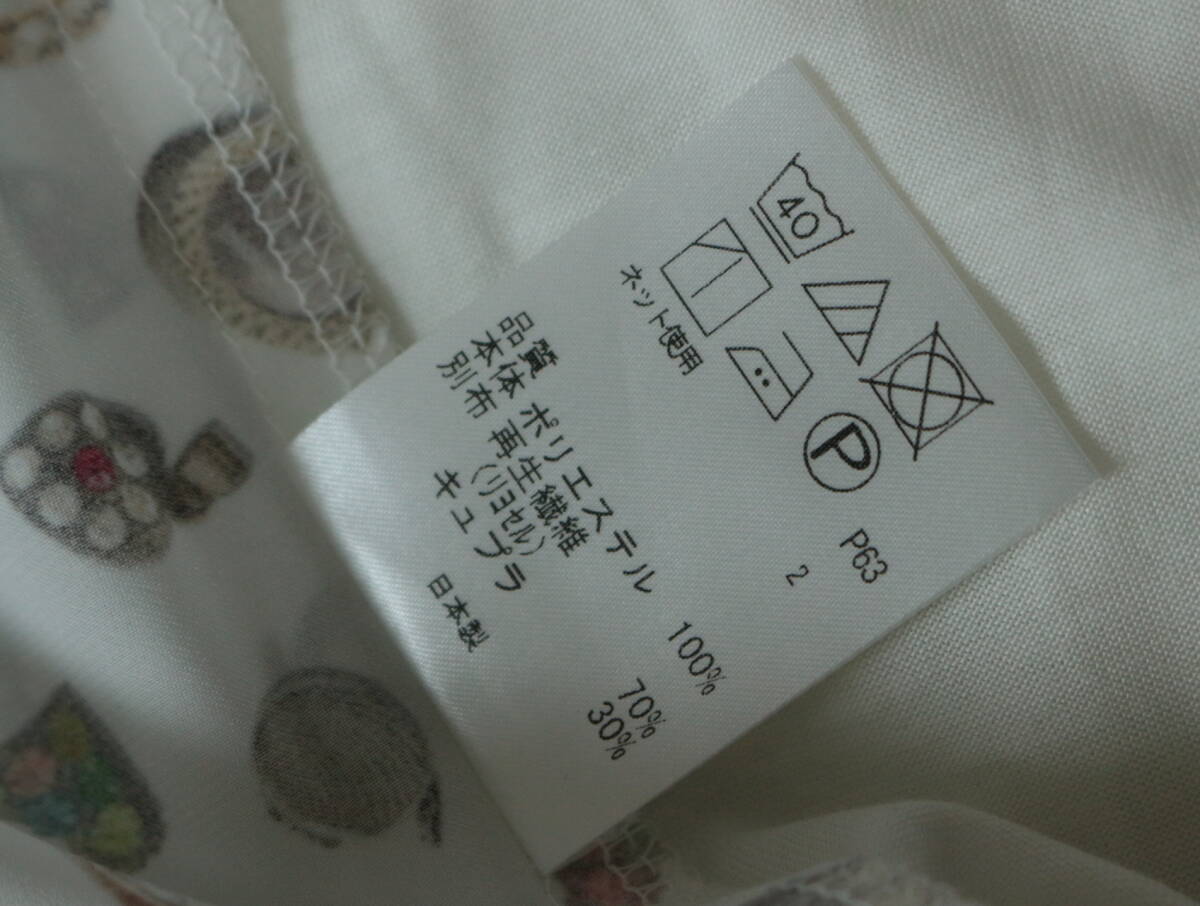 40
P
ネット使用
P63
2
品質
本体 ポリエステル 100%
別布 再生繊維
(リヨセル) 70%
キュプラ 30%
日本製